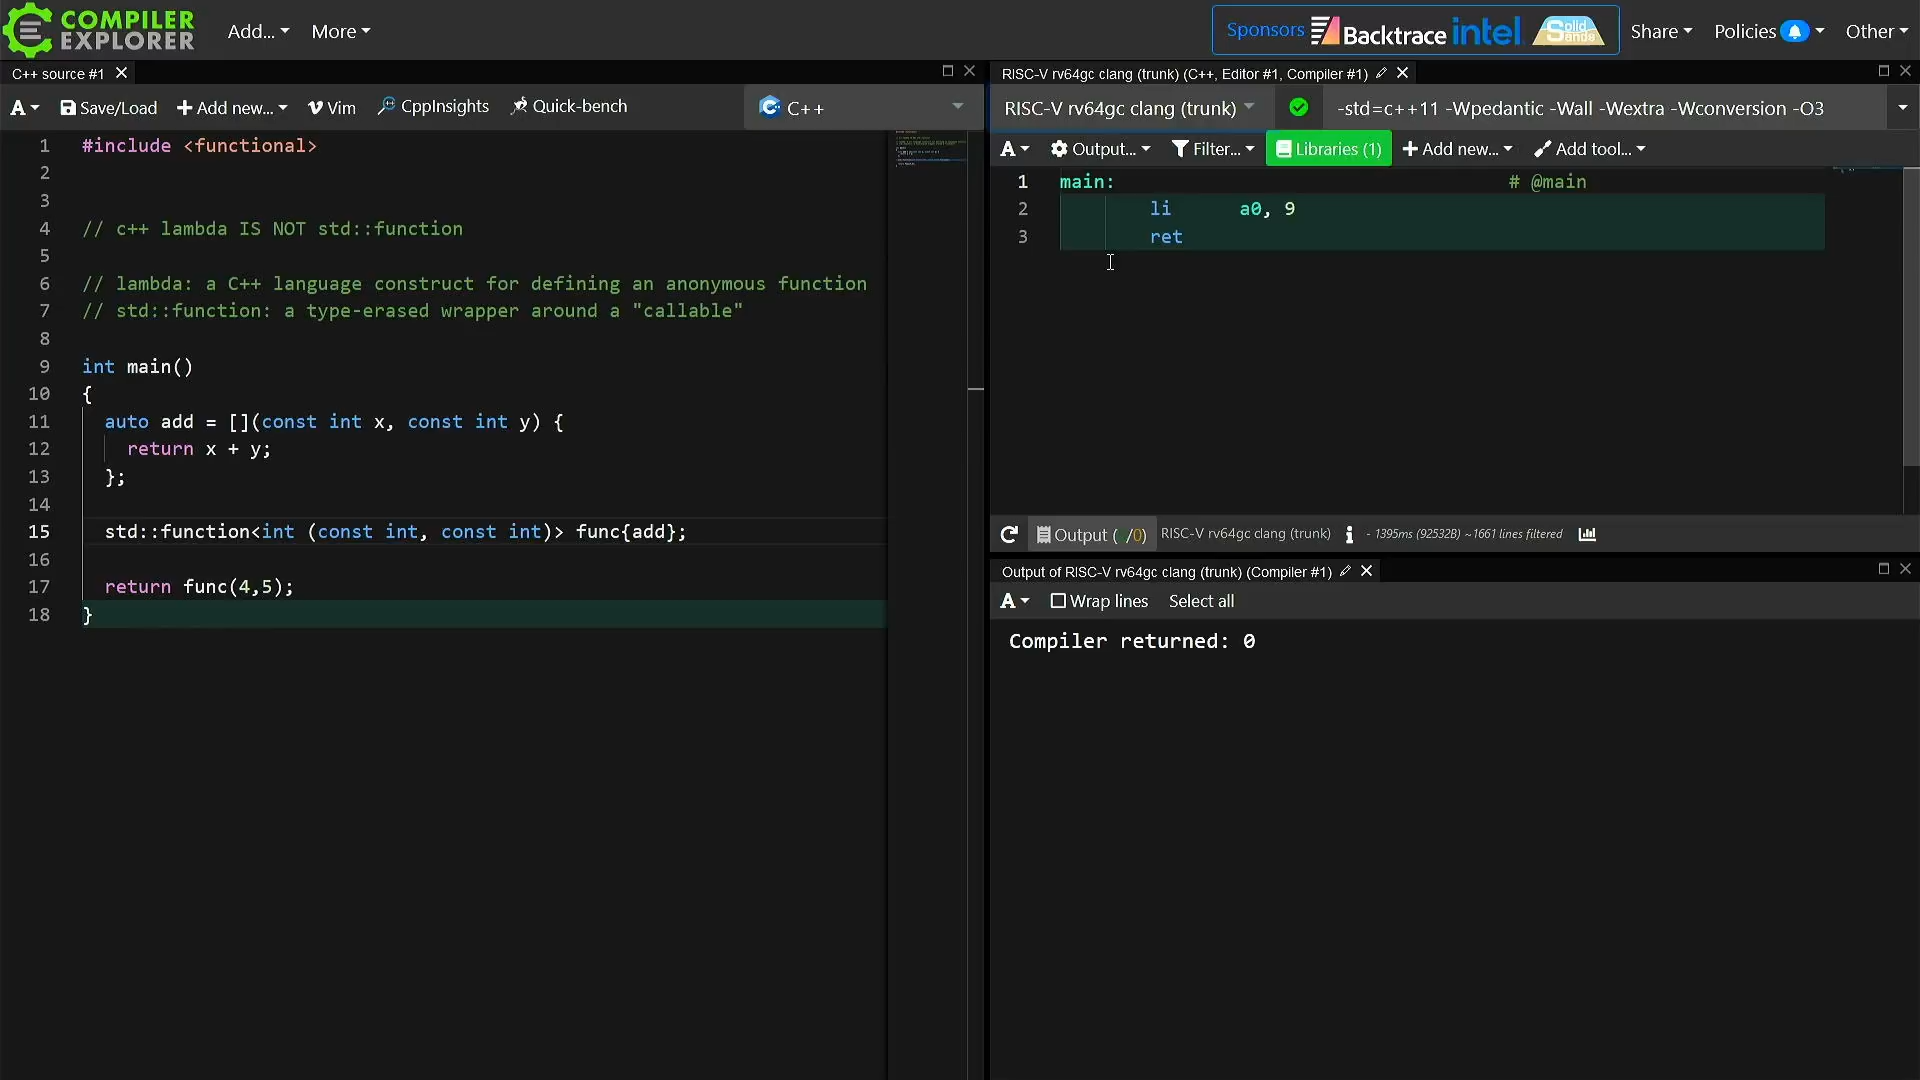 COMPILER
EXPLORER
Add...
More
Sponsors
Backtrace
intel
Solid
Sands
Share
Policies
Other
C++ source #1
A
Save/Load
Add new...
Vim
CppInsights
Quick-bench
C++
1 #include <functional>
2
3
4 // c++ lambda IS NOT std::function
5
6 // lambda: a C++ language construct for defining an anonymous function
7 // std::function: a type-erased wrapper around a "callable"
8
9 int main()
10 {
11 auto add = [](const int x, const int y) {
12 return x + y;
13 };
14
15 std::function<int (const int, const int)> func{add};
16
17 return func(4,5);
18 }
RISC-V rv64gc clang (trunk) (C++, Editor #1, Compiler #1)
RISC-V rv64gc clang (trunk)
-std=c++11 -Wpedantic -Wall -Wextra -Wconversion -O3
A
Output...
Filter...
Libraries (1)
Add new...
Add tool...
1 main: # @main
2 li a0, 9
3 ret
Output ( /0)
RISC-V rv64gc clang (trunk)
- 1395ms (92532B) ~1661 lines filtered
Output of RISC-V rv64gc clang (trunk) (Compiler #1)
A
Wrap lines
Select all
Compiler returned: 0